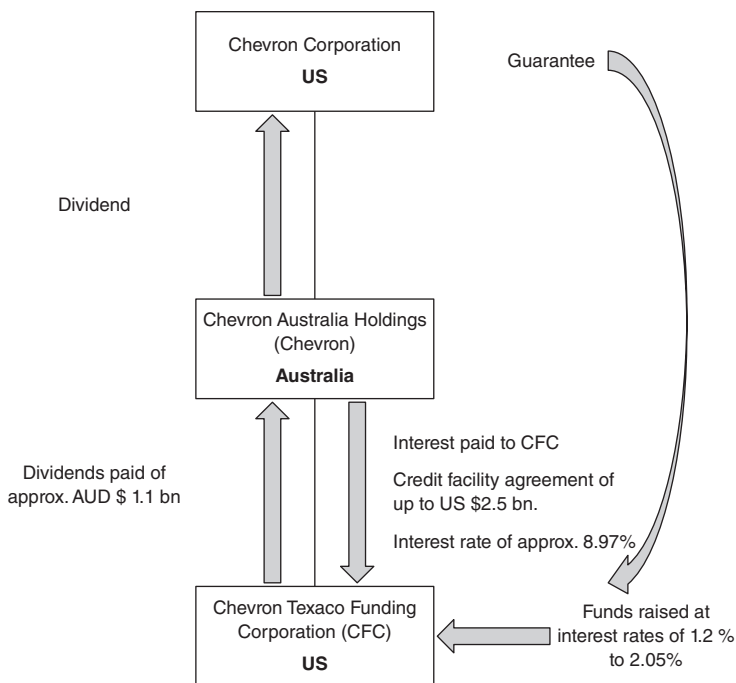 Chevron Corporation
US
Guarantee
Dividend
Chevron Australia Holdings
(Chevron)
Australia
Dividends paid of
approx. AUD $ 1.1 bn
Interest paid to CFC
Credit facility agreement of
up to US $2.5 bn.
Interest rate of approx. 8.97%
Chevron Texaco Funding
Corporation (CFC)
US
Funds raised at
interest rates of 1.2 %
to 2.05%